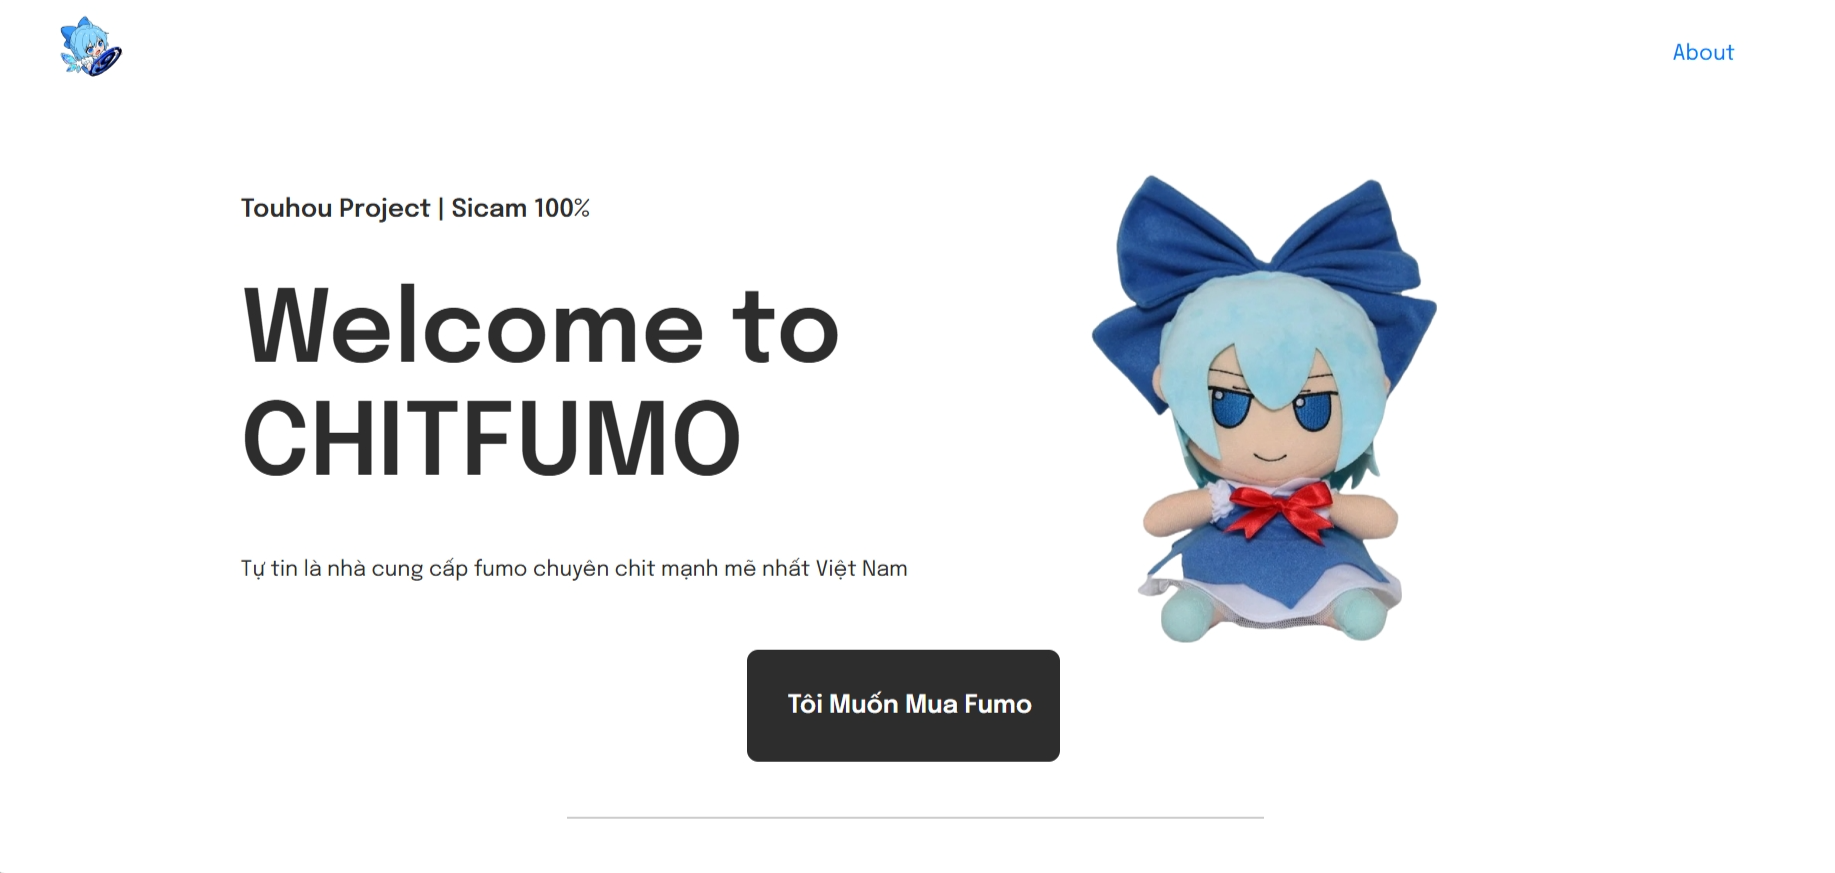 About
Touhou Project | Sicam 100%
Welcome to
CHITFUMO
Tự tin là nhà cung cấp fumo chuyên chit mạnh mẽ nhất Việt Nam
Tôi Muốn Mua Fumo